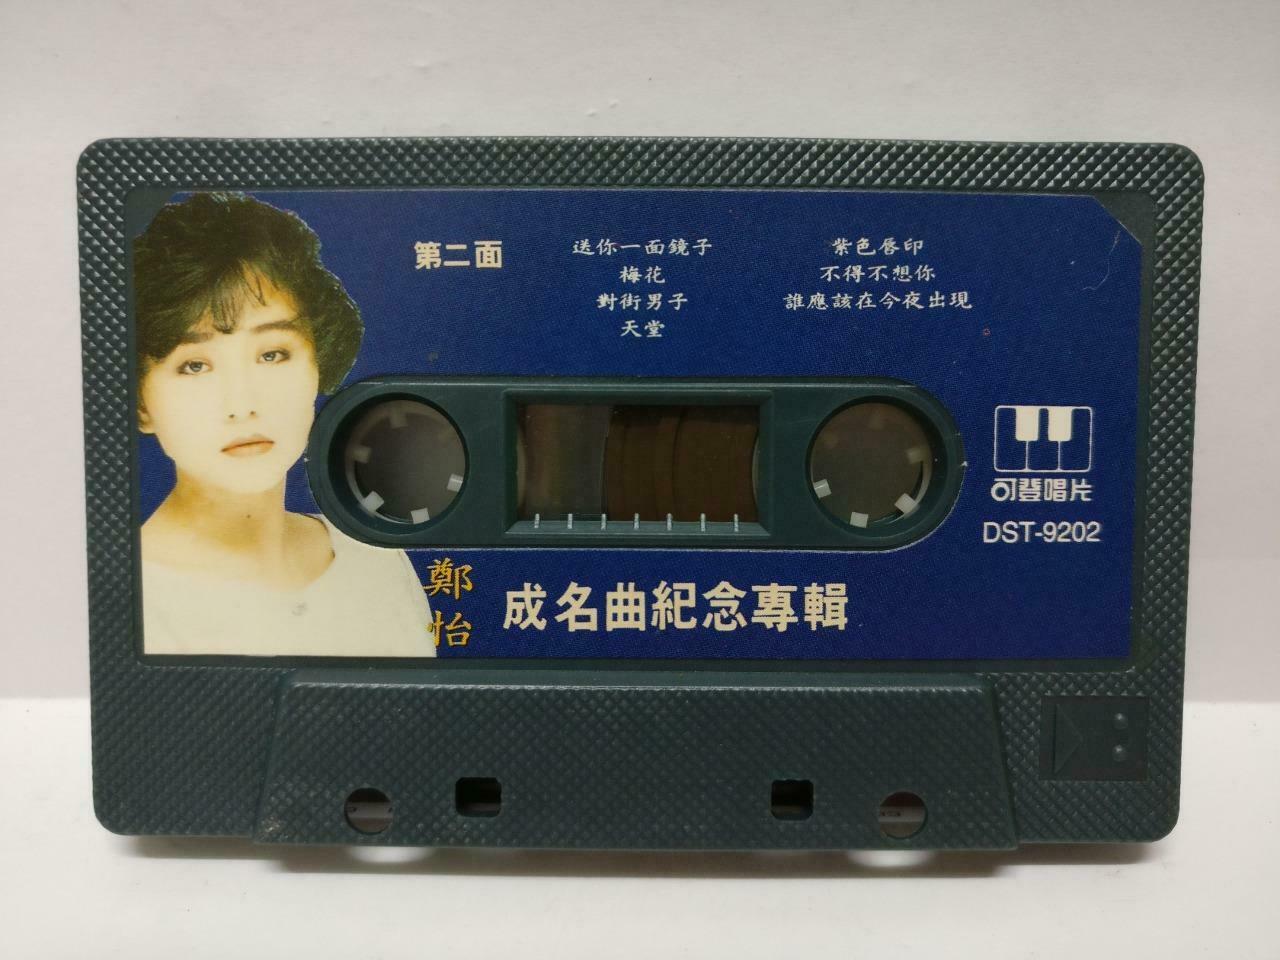 第二面
送你一面鏡子
梅花
對街男子
天堂
紫色唇印
不得不想你
誰應該在今夜出現
可登唱片
DST-9202
鄭怡
成名曲紀念專輯